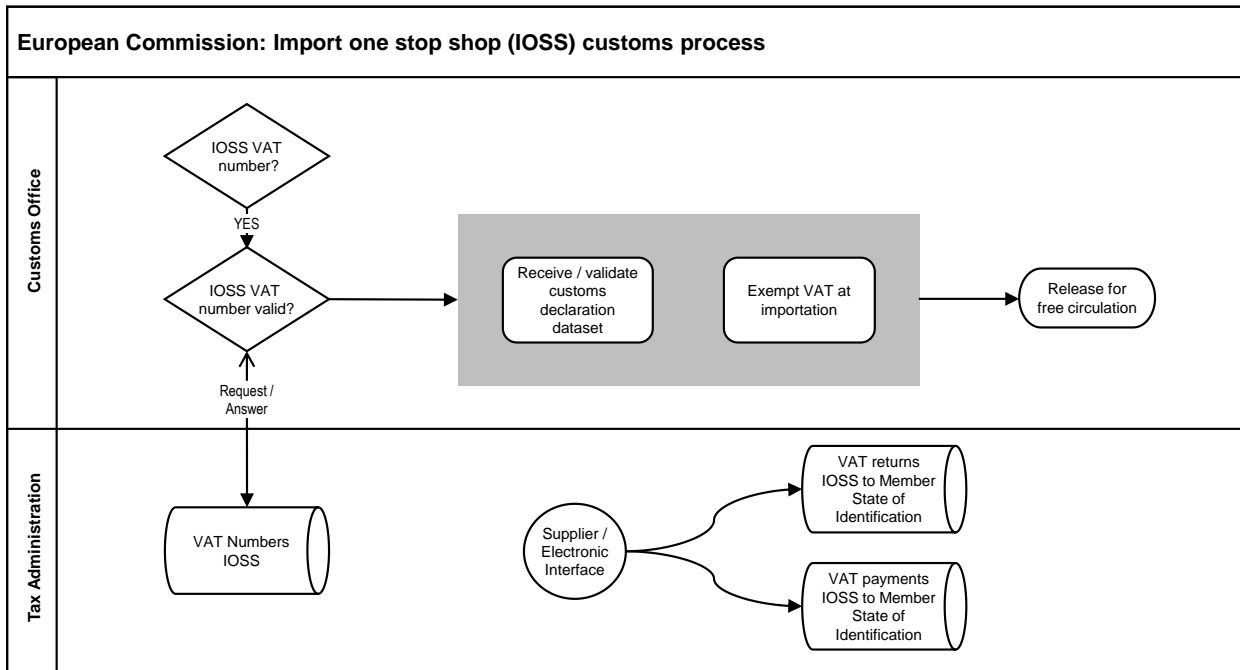 European Commission: Import one stop shop (IOSS) customs process
Customs Office
IOSS VAT
number?
YES
IOSS VAT
number valid?
Receive / validate
customs
declaration
dataset
Exempt VAT at
importation
Release for
free circulation
Request /
Answer
Tax Administration
VAT Numbers
IOSS
Supplier /
Electronic
Interface
VAT returns
IOSS to Member
State of
Identification
VAT payments
IOSS to Member
State of
Identification